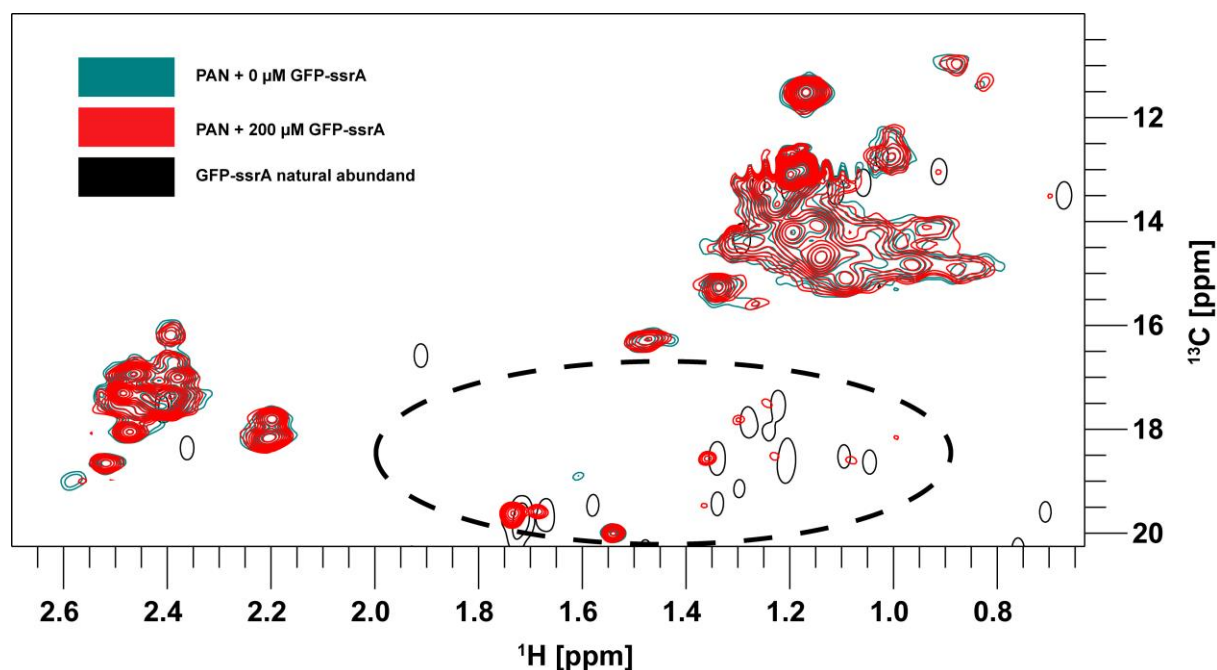 PAN + 0 µM GFP-ssrA
PAN + 200 µM GFP-ssrA
GFP-ssrA natural abundand
12
14
16
18
20
¹³C [ppm]
2.6 2.4 2.2 2.0 1.8 1.6 1.4 1.2 1.0 0.8
¹H [ppm]